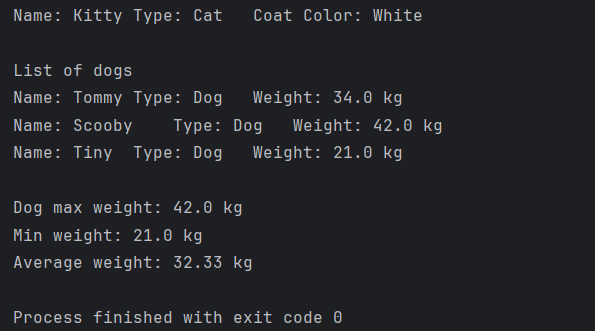 Name: Kitty Type: Cat   Coat Color: White
List of dogs
Name: Tommy Type: Dog   Weight: 34.0 kg
Name: Scooby    Type: Dog   Weight: 42.0 kg
Name: Tiny  Type: Dog   Weight: 21.0 kg
Dog max weight: 42.0 kg
Min weight: 21.0 kg
Average weight: 32.33 kg
Process finished with exit code 0